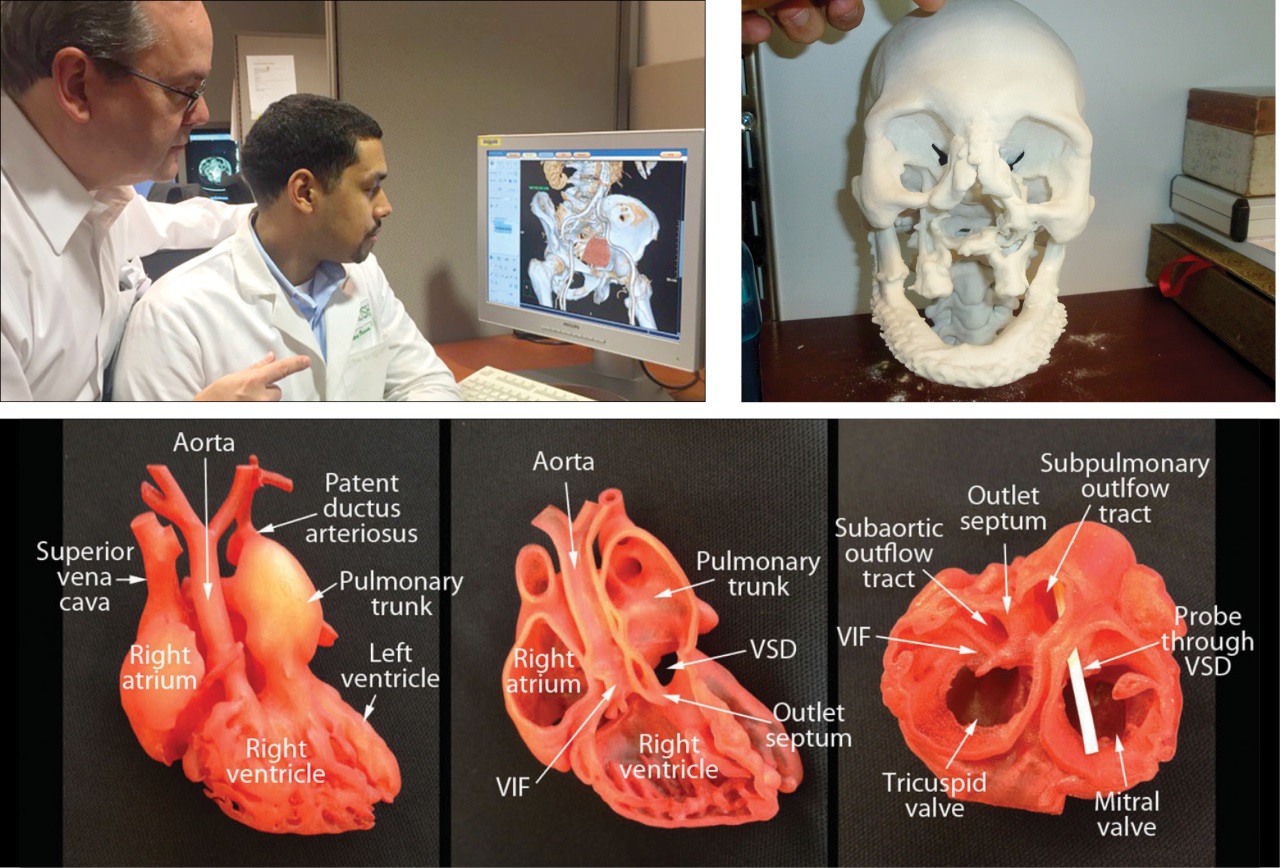 PHILIPS
Aorta
Patent
ductus
arteriosus
Superior
vena
cava
Pulmonary
trunk
Right
atrium
Left
ventricle
Right
ventricle
Aorta
Pulmonary
trunk
VSD
Right
atrium
Outlet
septum
Right
ventricle
VIF
Subpulmonary
outlfow
tract
Outlet
septum
Subaortic
outflow
tract
VIF
Probe
through
VSD
Tricuspid
valve
Mitral
valve